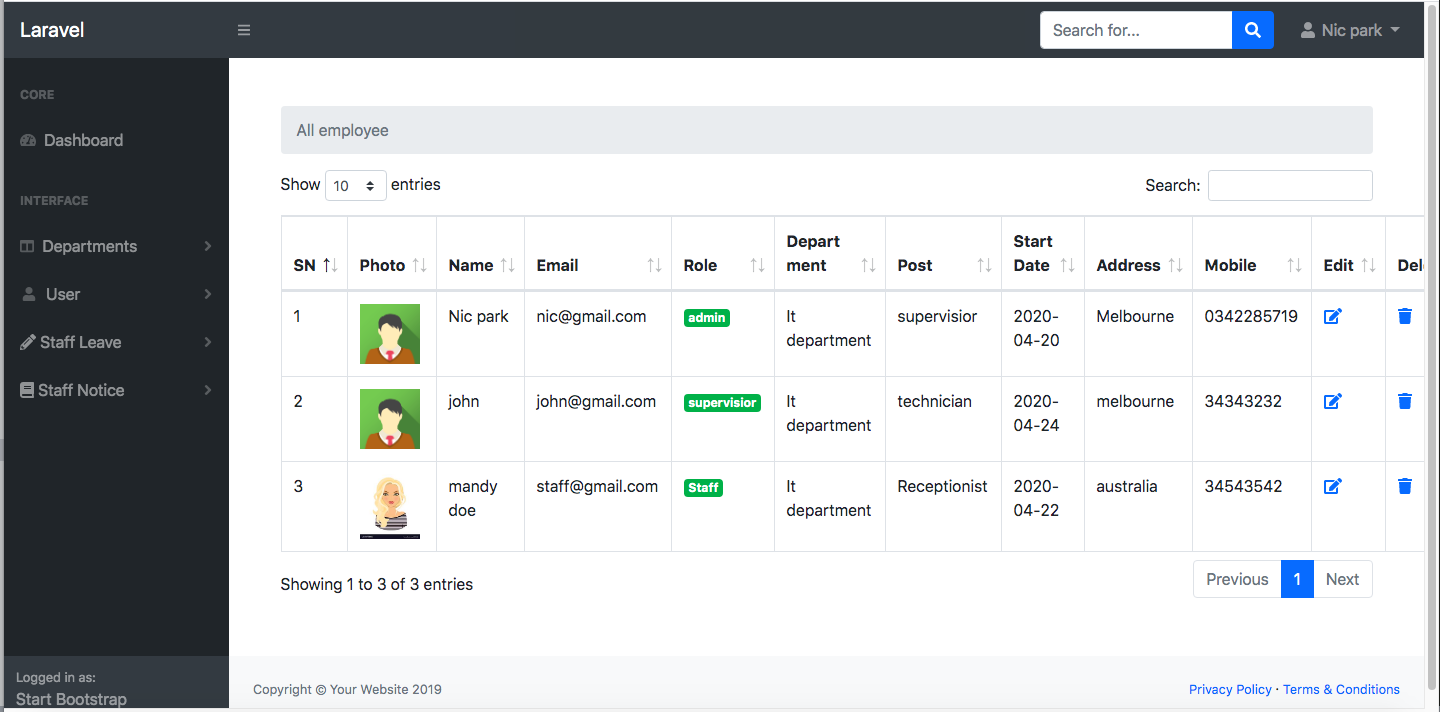 Laravel
Search for...
Nic park
CORE
Dashboard
INTERFACE
Departments
User
Staff Leave
Staff Notice
Logged in as:
Start Bootstrap
All employee
Show 10 entries
Search:
SN Photo Name Email Role Depart
ment Post Start
Date Address Mobile Edit Del
1 Nic park nic@gmail.com admin It
department supervisior 2020-
04-20 Melbourne 0342285719
2 john john@gmail.com supervisior It
department technician 2020-
04-24 melbourne 34343232
3 mandy
doe staff@gmail.com Staff It
department Receptionist 2020-
04-22 australia 34543542
Showing 1 to 3 of 3 entries
Previous 1 Next
Copyright © Your Website 2019
Privacy Policy · Terms & Conditions